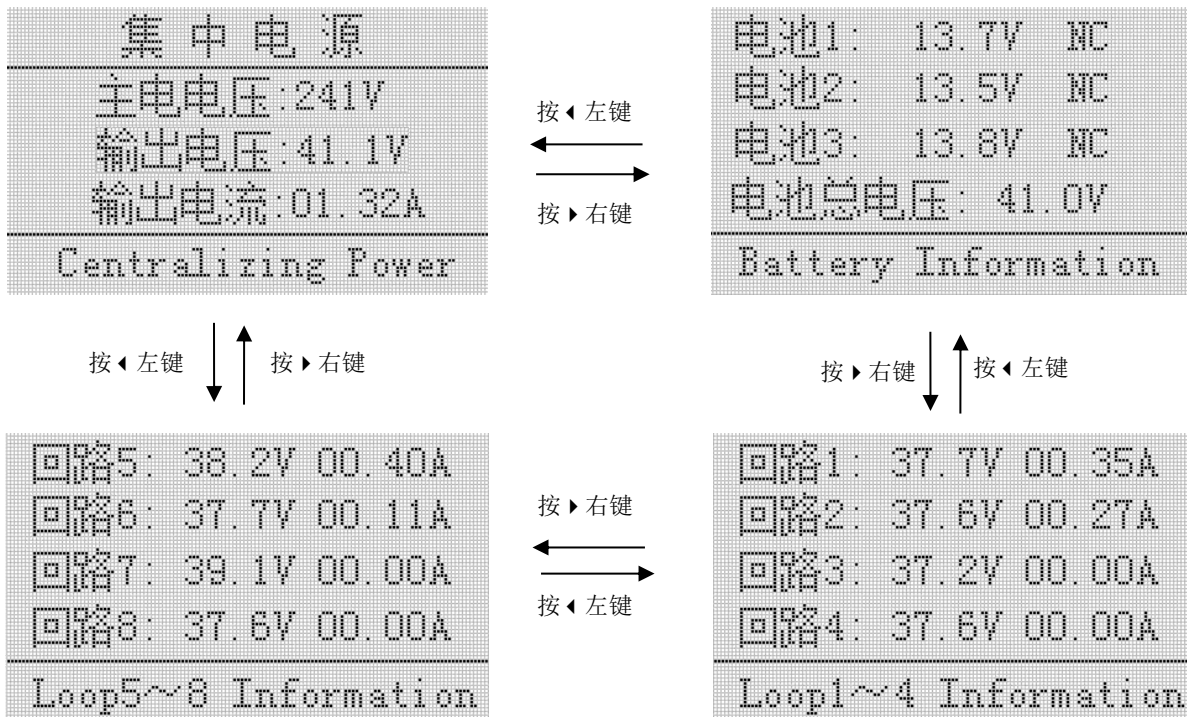 集中电源
主电电压:241V
输出电压:41.1V
输出电流:01.32A
Centralizing Power
按◀左键
按▶右键
电池1: 13.7V NC
电池2: 13.5V NC
电池3: 13.8V NC
电池总电压: 41.0V
Battery Information
按◀左键
按▶右键
按▶右键
按◀左键
回路5: 38.2V 00.40A
回路6: 37.7V 00.11A
回路7: 39.1V 00.00A
回路8: 37.6V 00.00A
Loop5～8 Information
按▶右键
按◀左键
回路1: 37.7V 00.35A
回路2: 37.6V 00.27A
回路3: 37.2V 00.00A
回路4: 37.6V 00.00A
Loop1～4 Information